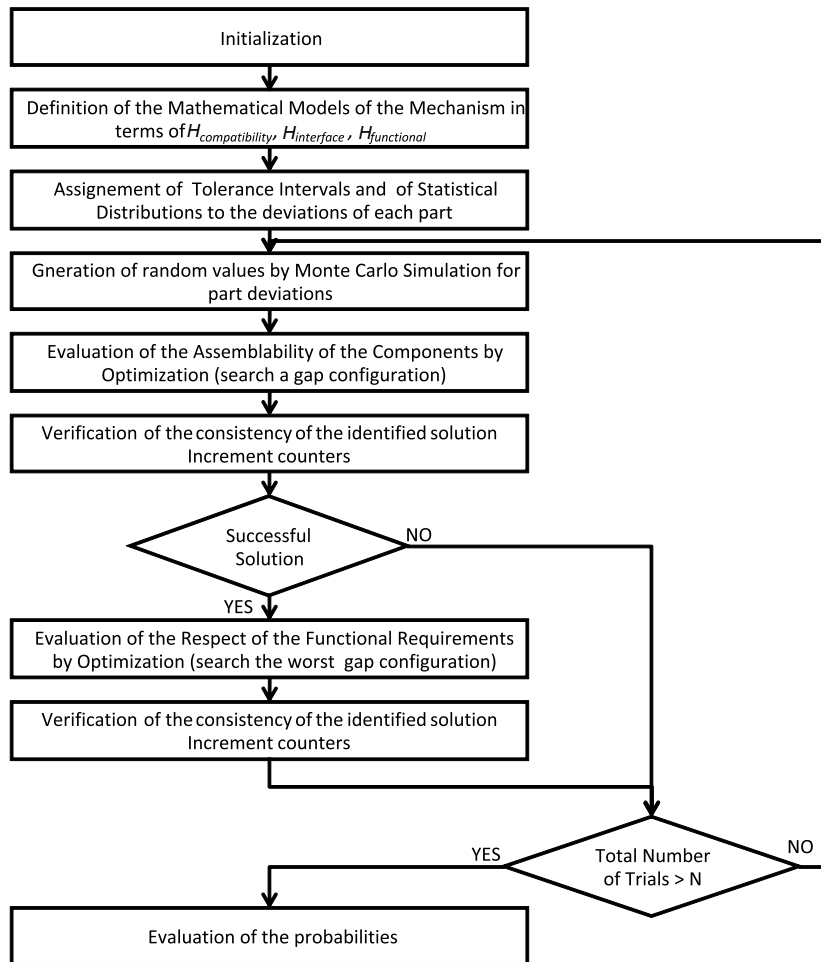 Initialization
Definition of the Mathematical Models of the Mechanism in
terms of Hcompatibility, Hinterface , Hfunctional
Assignement of Tolerance Intervals and of Statistical
Distributions to the deviations of each part
Gneration of random values by Monte Carlo Simulation for
part deviations
Evaluation of the Assemblability of the Components by
Optimization (search a gap configuration)
Verification of the consistency of the identified solution
Increment counters
Successful
Solution
NO
YES
Evaluation of the Respect of the Functional Requirements
by Optimization (search the worst gap configuration)
Verification of the consistency of the identified solution
Increment counters
Total Number
of Trials > N
YES
NO
Evaluation of the probabilities